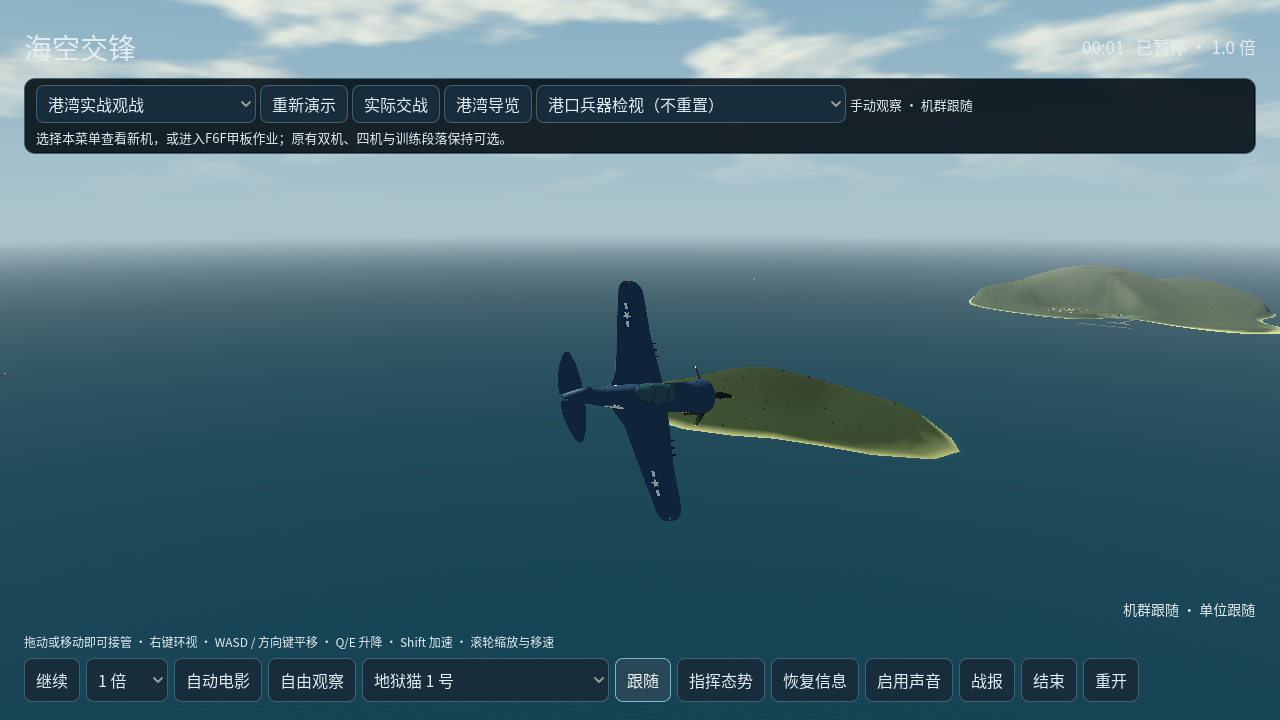 海空交锋
00:01 已暂停 · 1.0 倍
港湾实战观战 重新演示 实际交战 港湾导览 港口兵器检视（不重置） 手动观察 · 机群跟随
选择本菜单查看新机，或进入F6F甲板作业；原有双机、四机与训练段落保持可选。
机群跟随 · 单位跟随
拖动或移动即可接管 · 右键环视 · WASD / 方向键平移 · Q/E 升降 · Shift 加速 · 滚轮缩放与移速
继续 1 倍 自动电影 自由观察 地狱猫 1 号 跟随 指挥态势 恢复信息 启用声音 战报 结束 重开